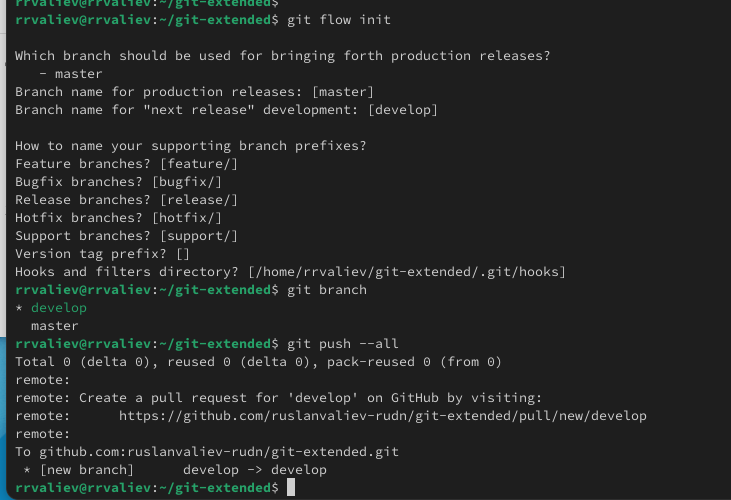 rrvaliev@rrvaliev:~/git-extended$
rrvaliev@rrvaliev:~/git-extended$ git flow init
Which branch should be used for bringing forth production releases?
   - master
Branch name for production releases: [master]
Branch name for "next release" development: [develop]
How to name your supporting branch prefixes?
Feature branches? [feature/]
Bugfix branches? [bugfix/]
Release branches? [release/]
Hotfix branches? [hotfix/]
Support branches? [support/]
Version tag prefix? []
Hooks and filters directory? [/home/rrvaliev/git-extended/.git/hooks]
rrvaliev@rrvaliev:~/git-extended$ git branch
* develop
  master
rrvaliev@rrvaliev:~/git-extended$ git push --all
Total 0 (delta 0), reused 0 (delta 0), pack-reused 0 (from 0)
remote:
remote: Create a pull request for 'develop' on GitHub by visiting:
remote:      https://github.com/ruslanvaliev-rudn/git-extended/pull/new/develop
remote:
To github.com:ruslanvaliev-rudn/git-extended.git
 * [new branch]      develop -> develop
rrvaliev@rrvaliev:~/git-extended$